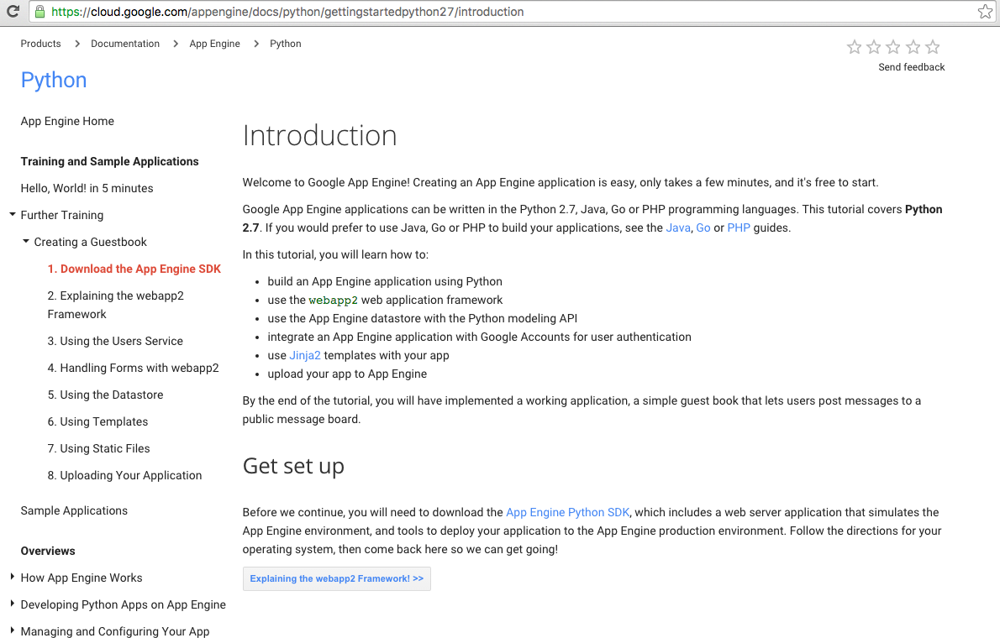 https://cloud.google.com/appengine/docs/python/gettingstartedpython27/introduction
Products > Documentation > App Engine > Python
Send feedback
Python
App Engine Home
Training and Sample Applications
Hello, World! in 5 minutes
Further Training
Creating a Guestbook
1. Download the App Engine SDK
2. Explaining the webapp2
Framework
3. Using the Users Service
4. Handling Forms with webapp2
5. Using the Datastore
6. Using Templates
7. Using Static Files
8. Uploading Your Application
Sample Applications
Overviews
How App Engine Works
Developing Python Apps on App Engine
Managing and Configuring Your App
Introduction
Welcome to Google App Engine! Creating an App Engine application is easy, only takes a few minutes, and it's free to start.
Google App Engine applications can be written in the Python 2.7, Java, Go or PHP programming languages. This tutorial covers Python
2.7. If you would prefer to use Java, Go or PHP to build your applications, see the Java, Go or PHP guides.
In this tutorial, you will learn how to:
• build an App Engine application using Python
• use the webapp2 web application framework
• use the App Engine datastore with the Python modeling API
• integrate an App Engine application with Google Accounts for user authentication
• use Jinja2 templates with your app
• upload your app to App Engine
By the end of the tutorial, you will have implemented a working application, a simple guest book that lets users post messages to a
public message board.
Get set up
Before we continue, you will need to download the App Engine Python SDK, which includes a web server application that simulates the
App Engine environment, and tools to deploy your application to the App Engine production environment. Follow the directions for your
operating system, then come back here so we can get going!
Explaining the webapp2 Framework! >>